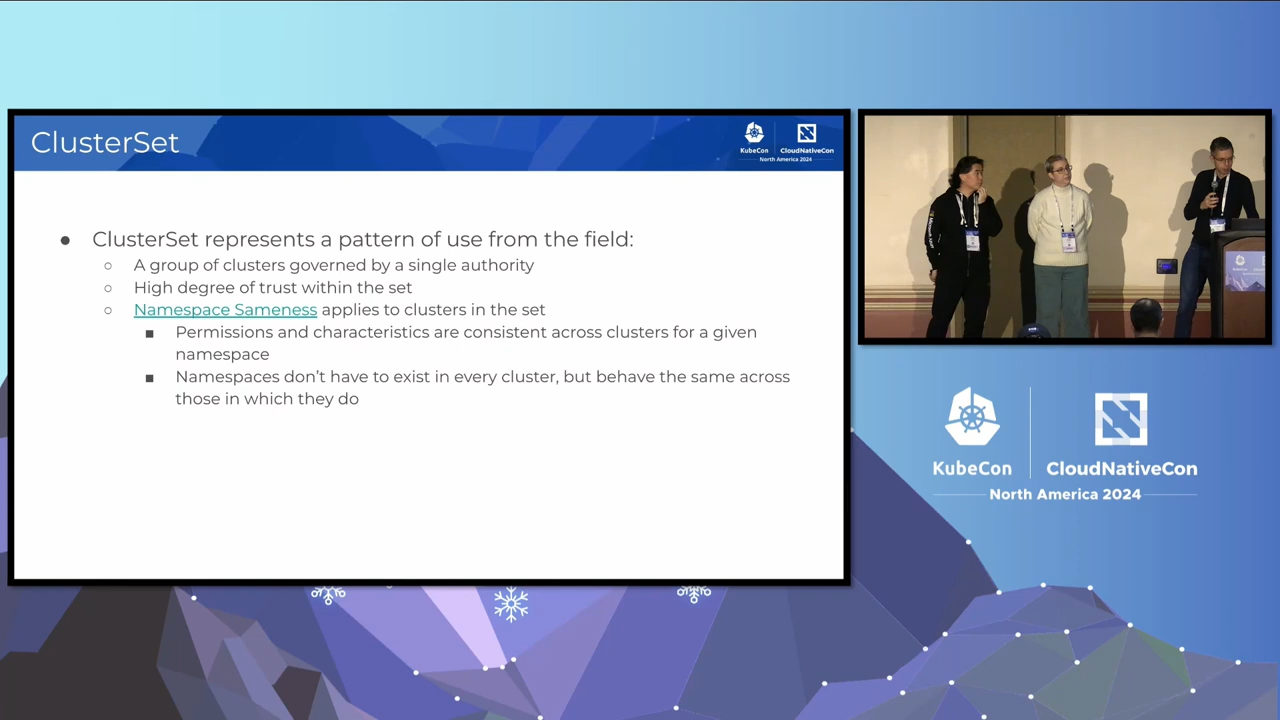 ClusterSet
KubeCon
CloudNativeCon
North America 2024
● ClusterSet represents a pattern of use from the field:
○ A group of clusters governed by a single authority
○ High degree of trust within the set
○ Namespace Sameness applies to clusters in the set
■ Permissions and characteristics are consistent across clusters for a given
namespace
■ Namespaces don’t have to exist in every cluster, but behave the same across
those in which they do
KubeCon
CloudNativeCon
North America 2024